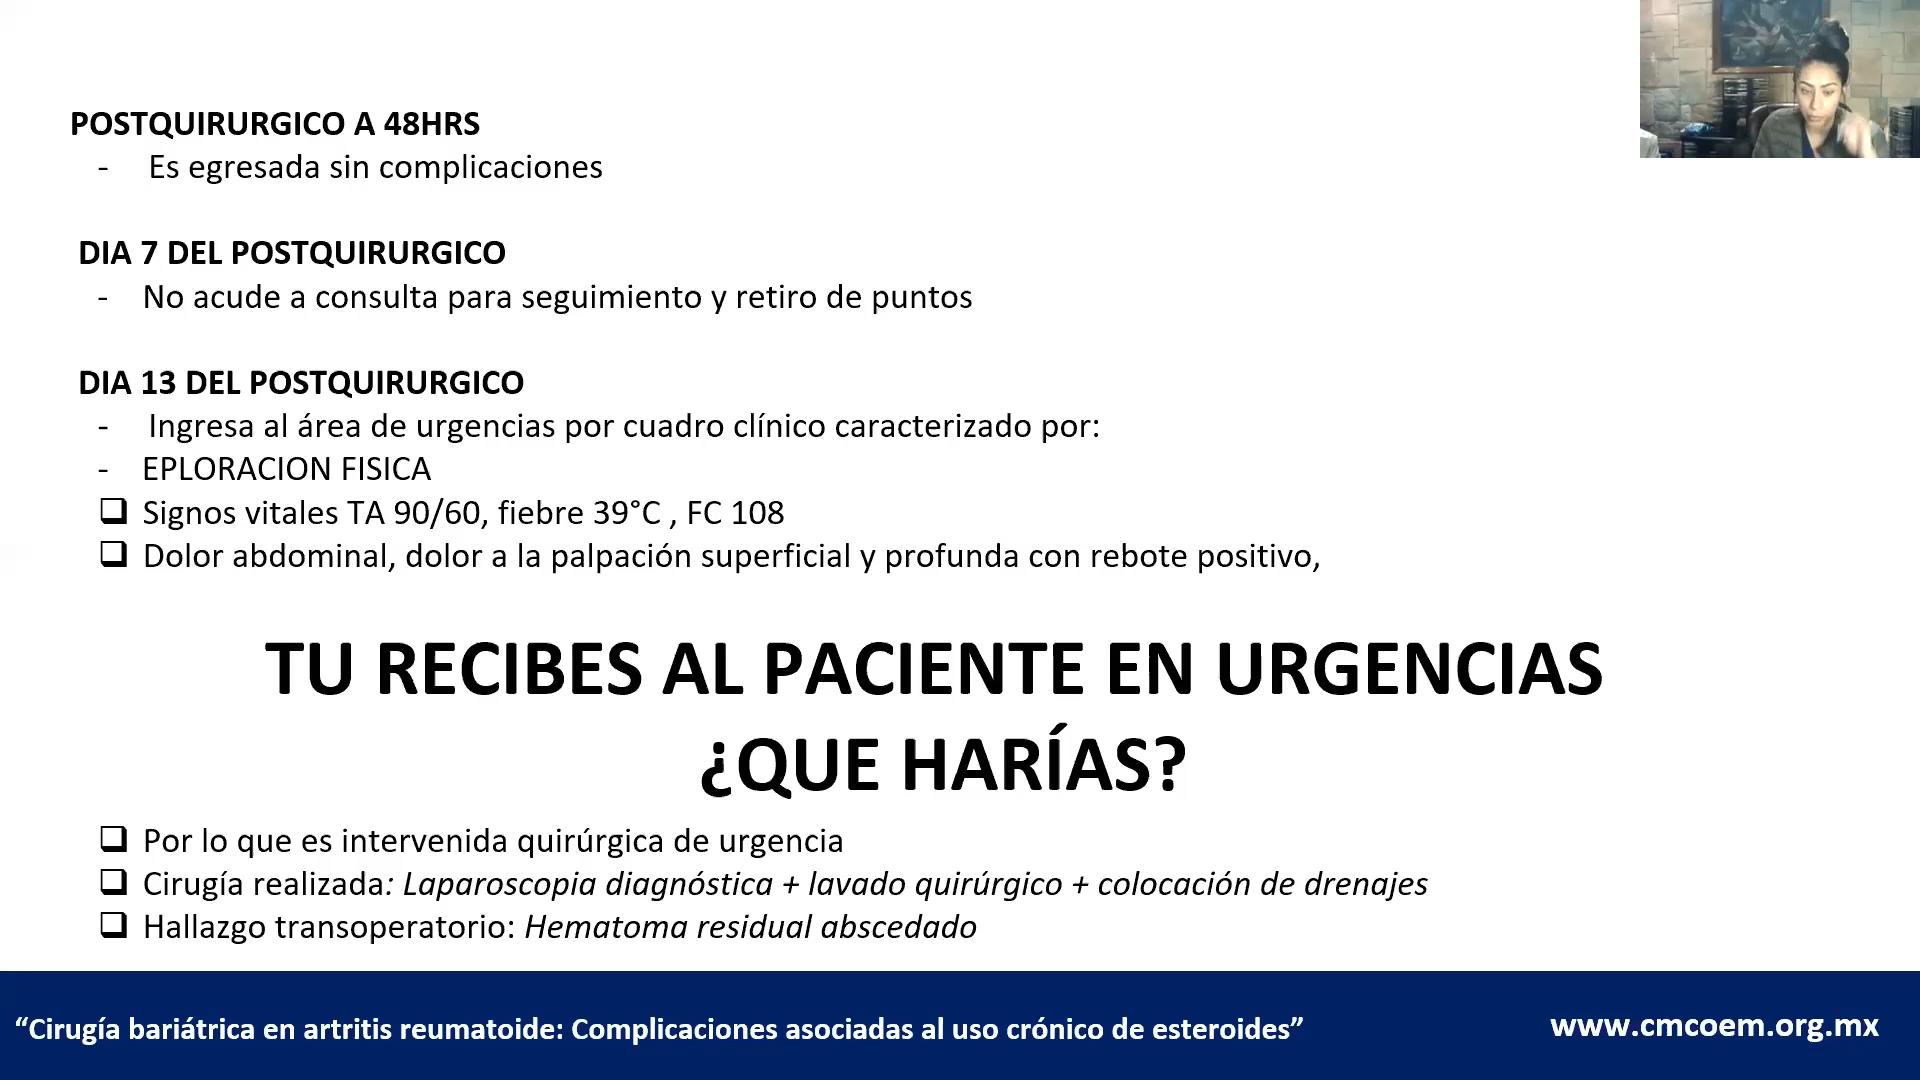 POSTQUIRURGICO A 48HRS
- Es egresada sin complicaciones
DIA 7 DEL POSTQUIRURGICO
- No acude a consulta para seguimiento y retiro de puntos
DIA 13 DEL POSTQUIRURGICO
- Ingresa al área de urgencias por cuadro clínico caracterizado por:
- EPLORACION FISICA
❑ Signos vitales TA 90/60, fiebre 39°C , FC 108
❑ Dolor abdominal, dolor a la palpación superficial y profunda con rebote positivo,
TU RECIBES AL PACIENTE EN URGENCIAS
¿QUE HARÍAS?
❑ Por lo que es intervenida quirúrgica de urgencia
❑ Cirugía realizada: Laparoscopia diagnóstica + lavado quirúrgico + colocación de drenajes
❑ Hallazgo transoperatorio: Hematoma residual abscedado
“Cirugía bariátrica en artritis reumatoide: Complicaciones asociadas al uso crónico de esteroides”
www.cmcoem.org.mx